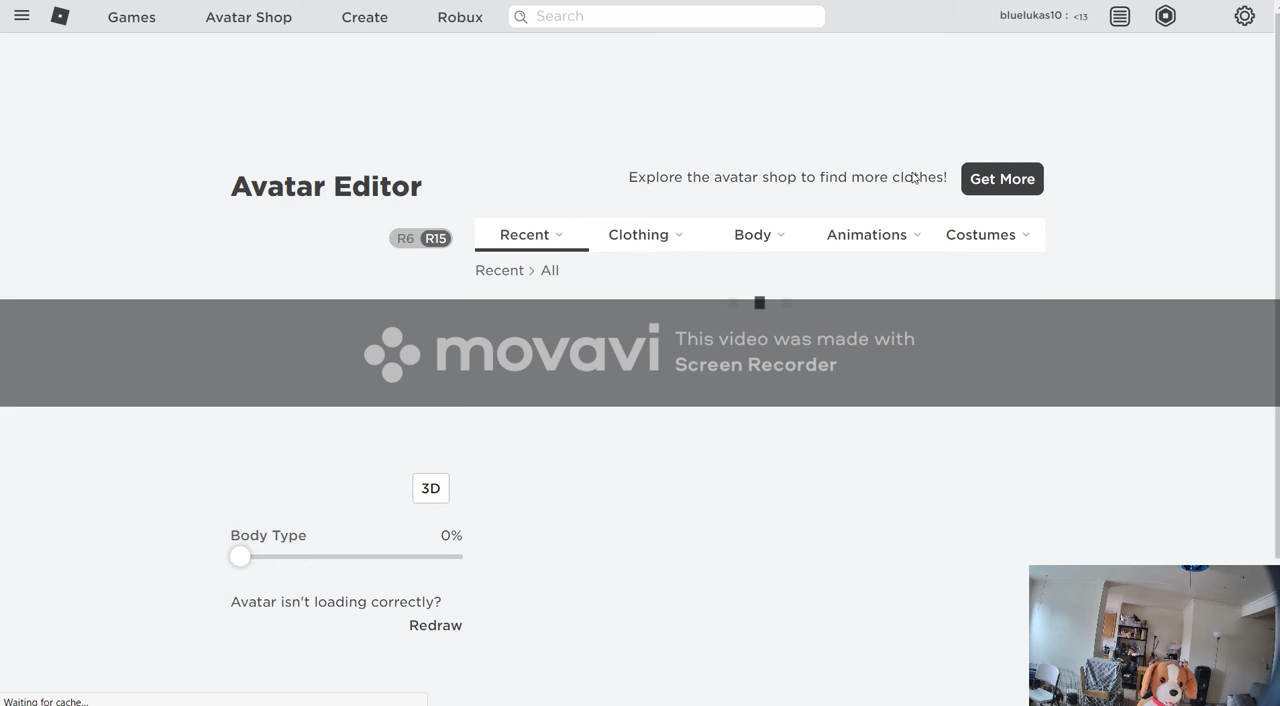 Games
Avatar Shop
Create
Robux
Search
bluelukas10 : <13
Avatar Editor
Explore the avatar shop to find more clothes!
Get More
R6 R15
Recent
Clothing
Body
Animations
Costumes
Recent > All
movavi
This video was made with
Screen Recorder
3D
Body Type 0%
Avatar isn't loading correctly?
Redraw
Waiting for cache...